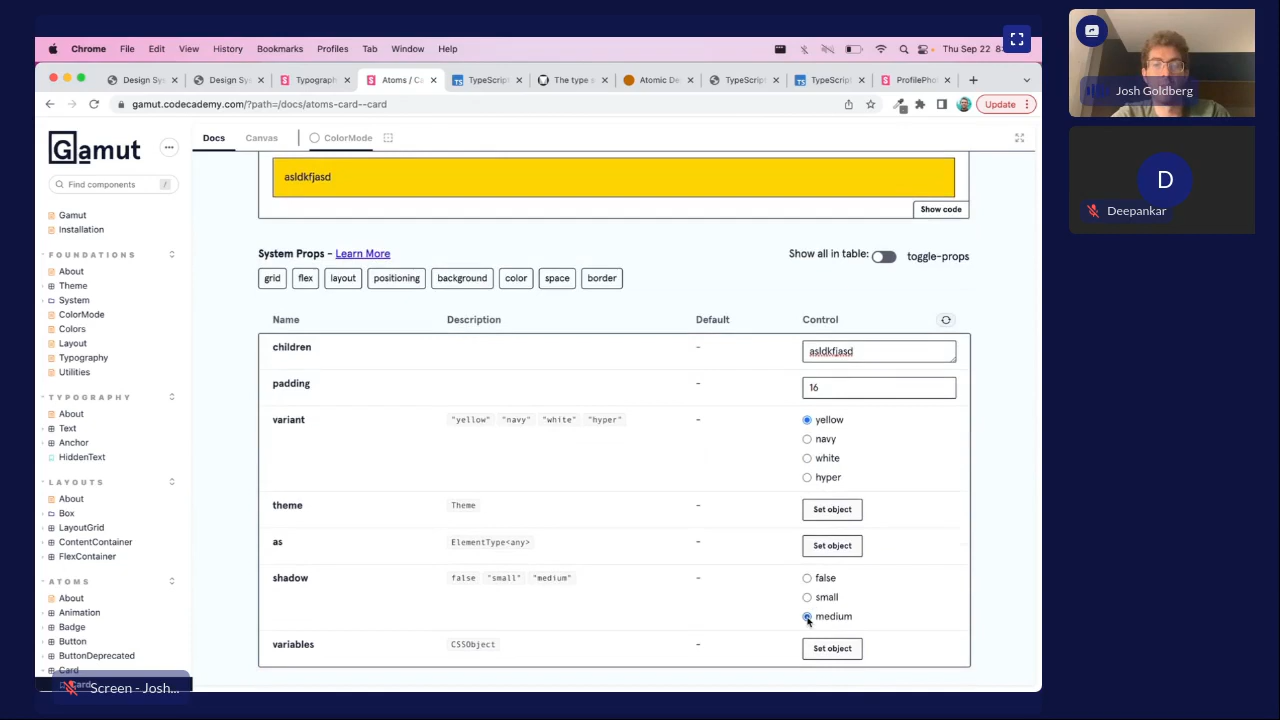 Chrome File Edit View History Bookmarks Profiles Tab Window Help Thu Sep 22
Design Sy
Design Sy
Typograph
Atoms / C
TypeScript
The type s
Atomic De
TypeScript
TypeScript
ProfilePho
gamut.codecademy.com/?path=/docs/atoms-card--card
Update
Gamut
Find components /
Gamut
Installation
FOUNDATIONS
About
Theme
System
ColorMode
Colors
Layout
Typography
Utilities
TYPOGRAPHY
About
Text
Anchor
HiddenText
LAYOUTS
About
Box
LayoutGrid
ContentContainer
FlexContainer
ATOMS
About
Animation
Badge
Button
ButtonDeprecated
Card
Card
Docs Canvas ColorMode
asldkfjasd
Show code
System Props – Learn More
Show all in table: toggle-props
grid flex layout positioning background color space border
Name Description Default Control
children - asldkfjasd
padding - 16
variant "yellow" "navy" "white" "hyper" - yellow
navy
white
hyper
theme Theme - Set object
as ElementType<any> - Set object
shadow false "small" "medium" - false
small
medium
variables CSSObject - Set object
Screen - Josh...
Josh Goldberg
D
Deepankar